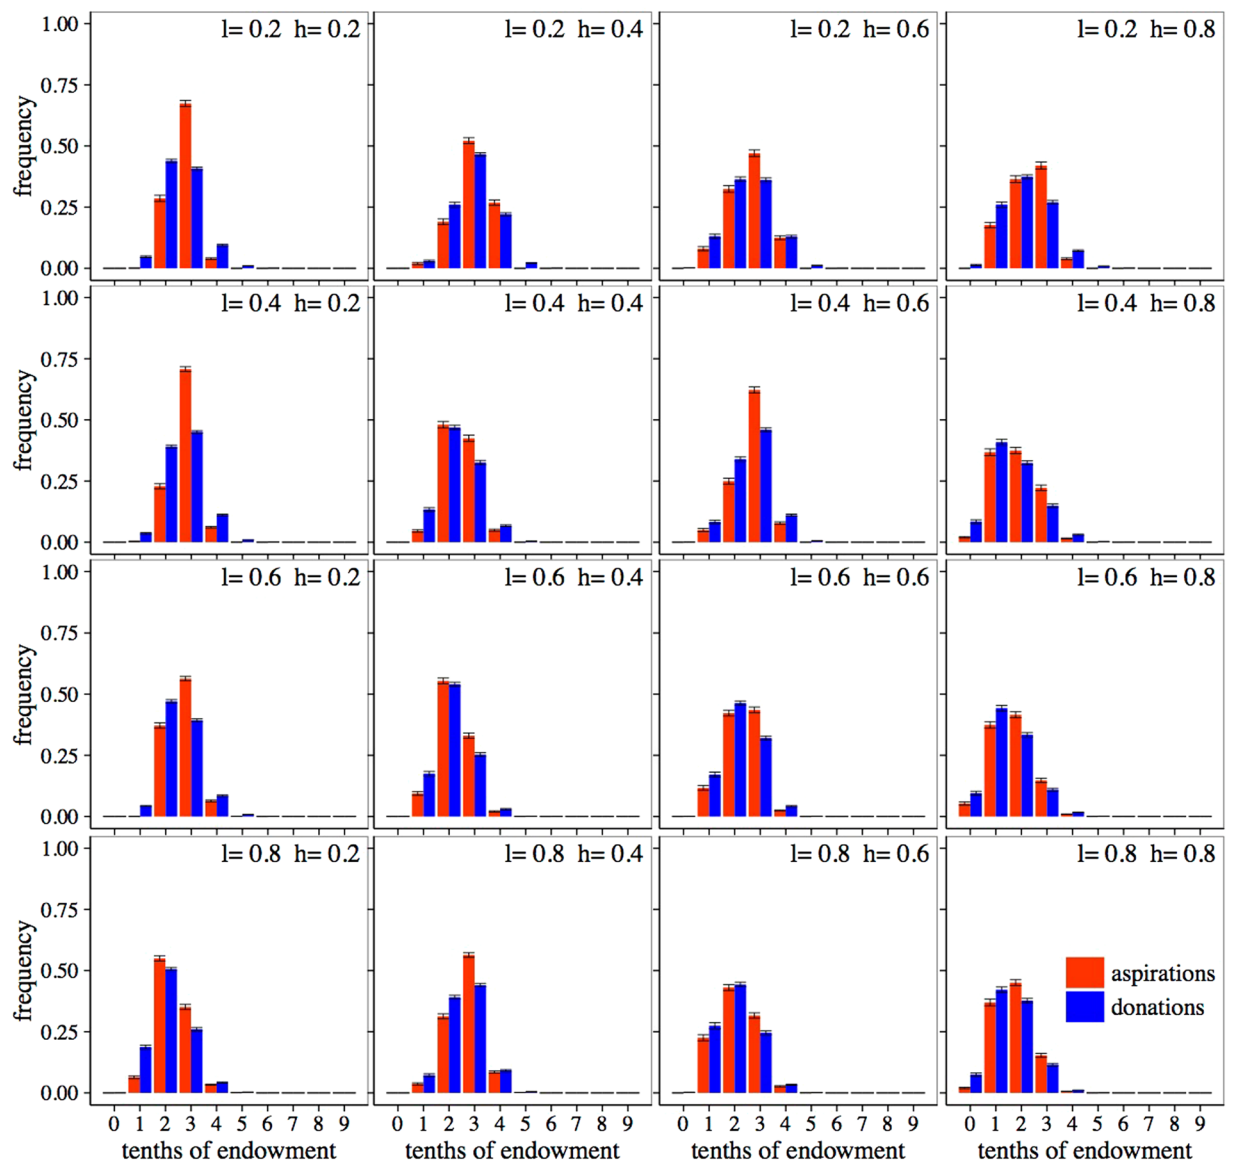 l= 0.2 h= 0.2
l= 0.2 h= 0.4
l= 0.2 h= 0.6
l= 0.2 h= 0.8
1.00
0.75
0.50
0.25
0.00
frequency
l= 0.4 h= 0.2
l= 0.4 h= 0.4
l= 0.4 h= 0.6
l= 0.4 h= 0.8
1.00
0.75
0.50
0.25
0.00
frequency
l= 0.6 h= 0.2
l= 0.6 h= 0.4
l= 0.6 h= 0.6
l= 0.6 h= 0.8
1.00
0.75
0.50
0.25
0.00
frequency
l= 0.8 h= 0.2
l= 0.8 h= 0.4
l= 0.8 h= 0.6
l= 0.8 h= 0.8
1.00
0.75
0.50
0.25
0.00
frequency
aspirations
donations
0 1 2 3 4 5 6 7 8 9
0 1 2 3 4 5 6 7 8 9
0 1 2 3 4 5 6 7 8 9
0 1 2 3 4 5 6 7 8 9
tenths of endowment
tenths of endowment
tenths of endowment
tenths of endowment